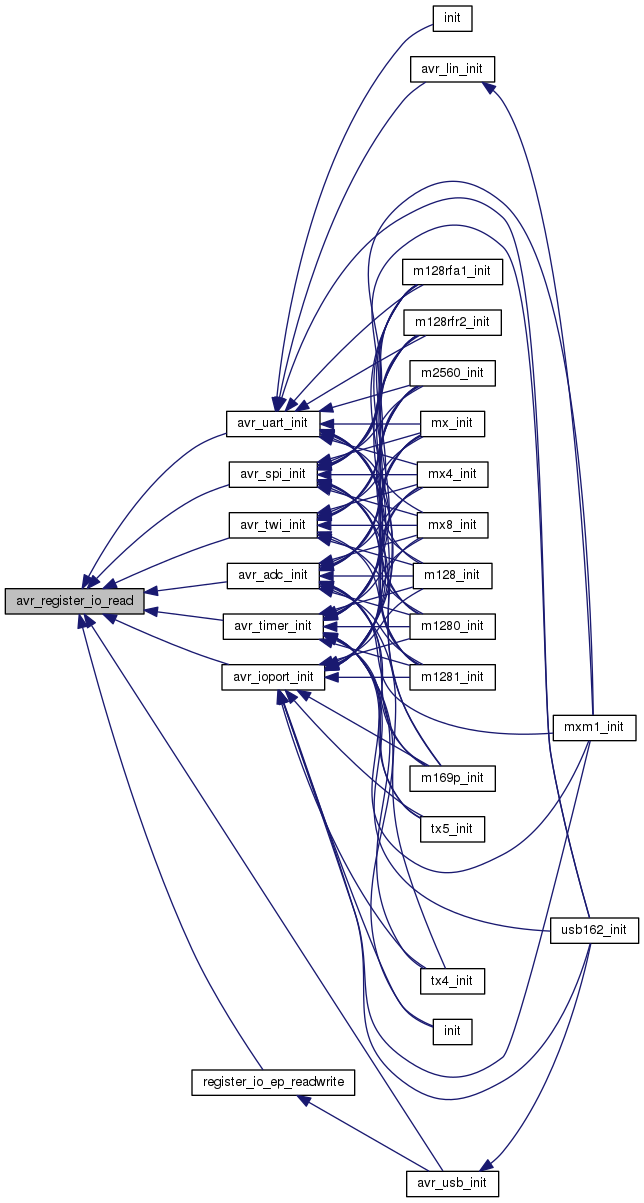 init
avr_lin_init
m128rfa1_init
m128rfr2_init
m2560_init
avr_uart_init
mx_init
avr_spi_init
mx4_init
avr_twi_init
mx8_init
avr_adc_init
m128_init
avr_register_io_read
avr_timer_init
m1280_init
avr_ioport_init
m1281_init
mxm1_init
m169p_init
tx5_init
usb162_init
tx4_init
init
register_io_ep_readwrite
avr_usb_init